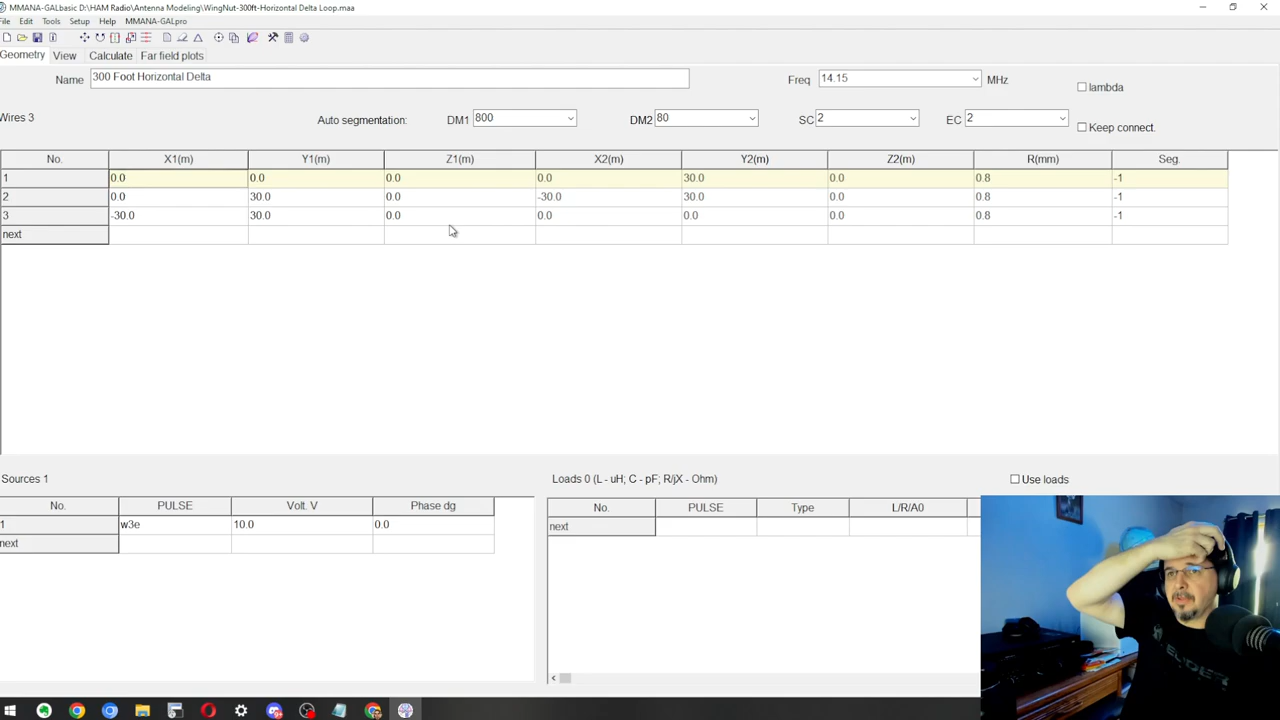 MMANA-GALbasic D:\HAM Radio\Antenna Modeling\WingNut-300ft-Horizontal Delta Loop.maa
File Edit Tools Setup Help MMANA-GALpro
Geometry View Calculate Far field plots
Name 300 Foot Horizontal Delta Freq 14.15 MHz lambda
Wires 3 Auto segmentation: DM1 800 DM2 80 SC 2 EC 2 Keep connect.
No. X1(m) Y1(m) Z1(m) X2(m) Y2(m) Z2(m) R(mm) Seg.
1 0.0 0.0 0.0 0.0 30.0 0.0 0.8 -1
2 0.0 30.0 0.0 -30.0 30.0 0.0 0.8 -1
3 -30.0 30.0 0.0 0.0 0.0 0.0 0.8 -1
next
Sources 1
No. PULSE Volt. V Phase dg
1 w3e 10.0 0.0
next
Loads 0 (L - uH; C - pF; R/jX - Ohm) Use loads
No. PULSE Type L/R/A0
next